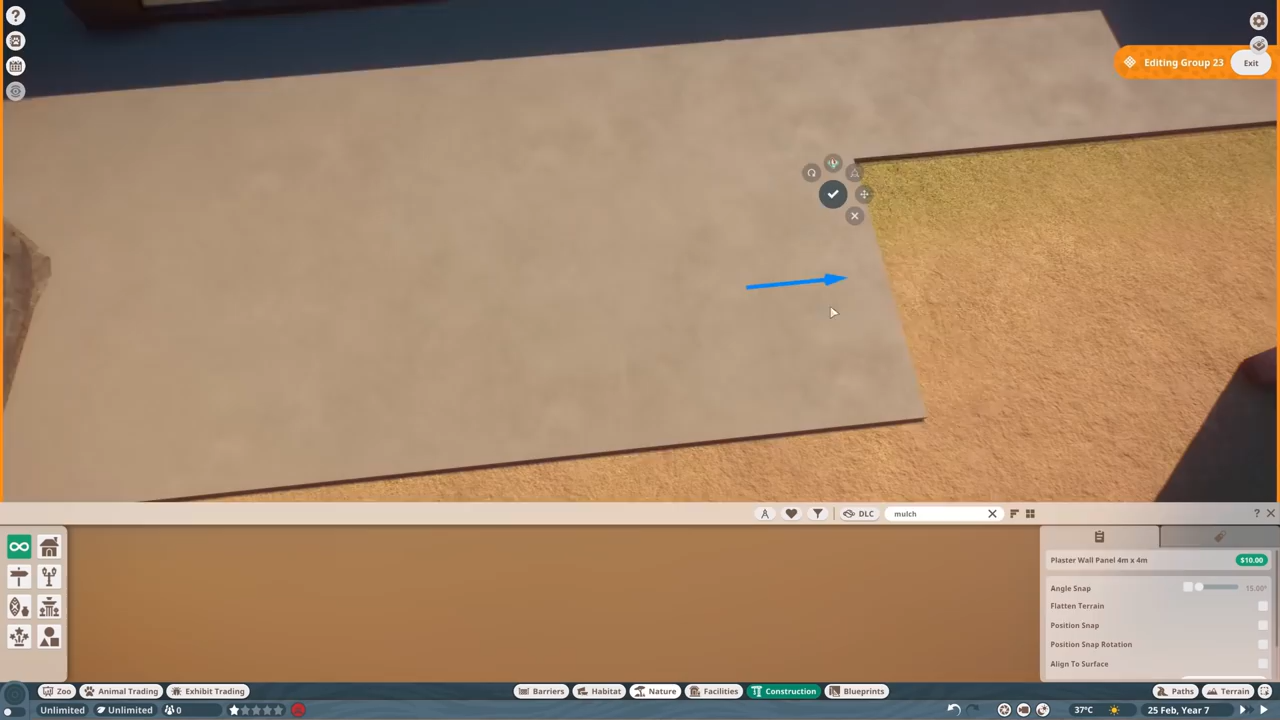 Editing Group 23
Exit
DLC
mulch
?
Plaster Wall Panel 4m x 4m
$10.00
Angle Snap
15.00°
Flatten Terrain
Position Snap
Position Snap Rotation
Align To Surface
Zoo
Animal Trading
Exhibit Trading
Barriers
Habitat
Nature
Facilities
Construction
Blueprints
Paths
Terrain
Unlimited
Unlimited
0
37°C
25 Feb, Year 7